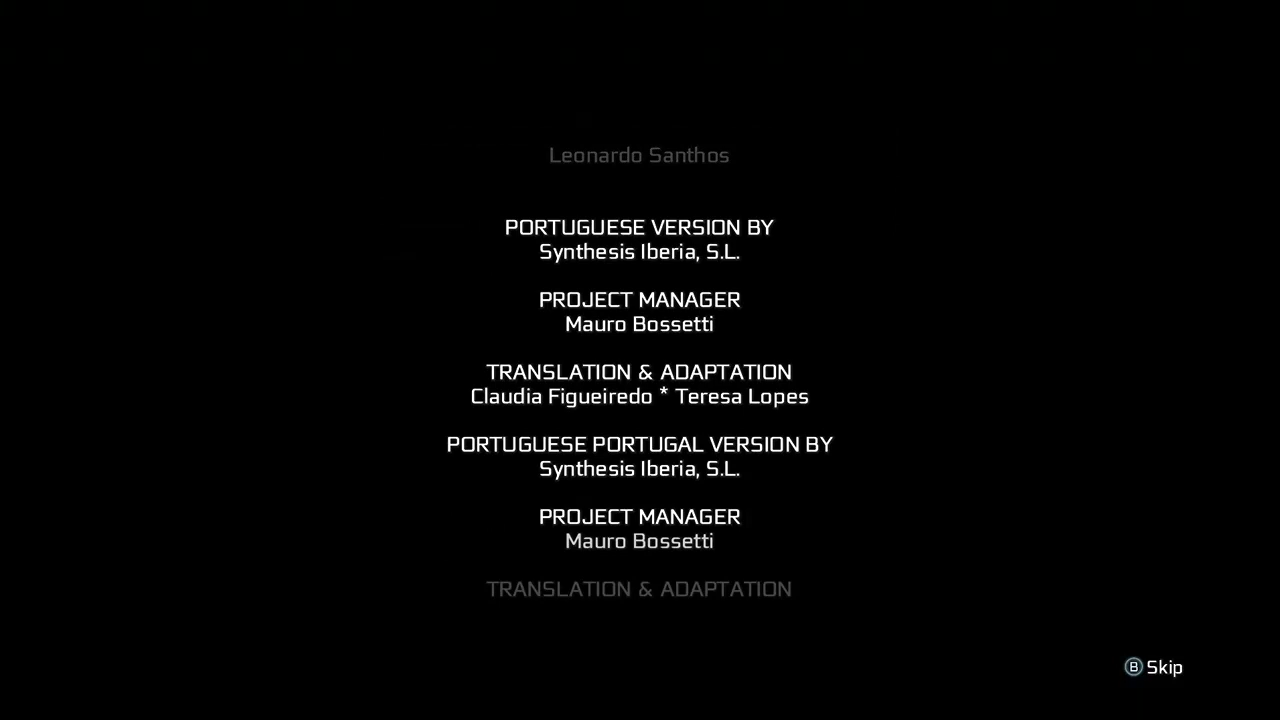 Leonardo Santhos
PORTUGUESE VERSION BY
Synthesis Iberia, S.L.
PROJECT MANAGER
Mauro Bossetti
TRANSLATION & ADAPTATION
Claudia Figueiredo * Teresa Lopes
PORTUGUESE PORTUGAL VERSION BY
Synthesis Iberia, S.L.
PROJECT MANAGER
Mauro Bossetti
TRANSLATION & ADAPTATION
B Skip